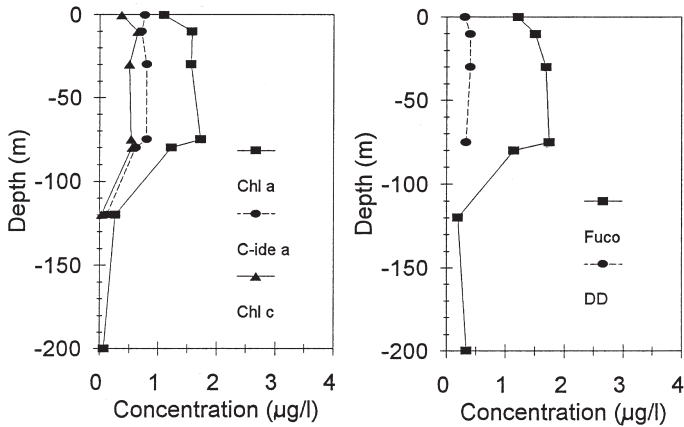 0
-50
-100
-150
-200
Depth (m)
Chl a
C-ide a
Chl c
0 1 2 3 4
Concentration (µg/l)
0
-50
-100
-150
-200
Depth (m)
Fuco
DD
0 1 2 3 4
Concentration (µg/l)